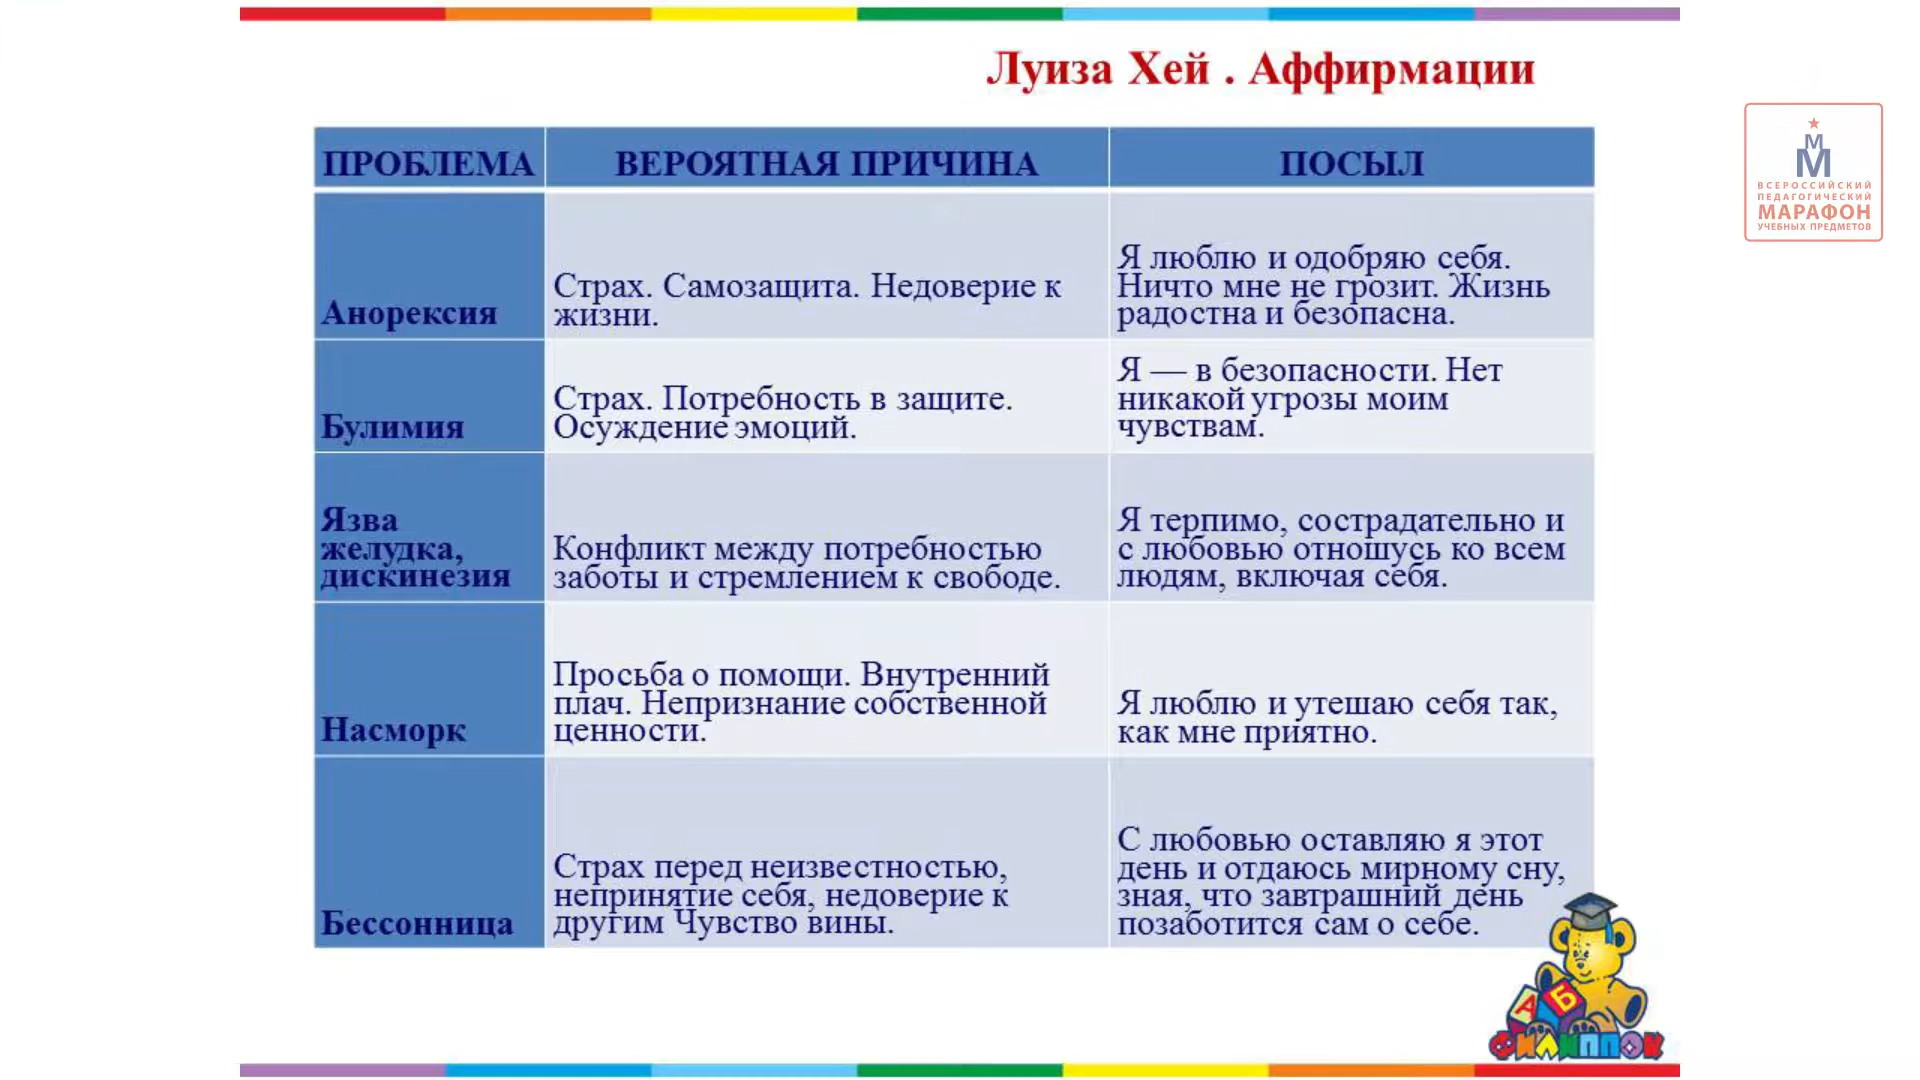 Луиза Хей . Аффирмации
М
М
ВСЕРОССИЙСКИЙ
ПЕДАГОГИЧЕСКИЙ
МАРАФОН
УЧЕБНЫХ ПРЕДМЕТОВ
ПРОБЛЕМА
ВЕРОЯТНАЯ ПРИЧИНА
ПОСЫЛ
Анорексия
Страх. Самозащита. Недоверие к
жизни.
Я люблю и одобряю себя.
Ничто мне не грозит. Жизнь
радостна и безопасна.
Булимия
Страх. Потребность в защите.
Осуждение эмоций.
Я — в безопасности. Нет
никакой угрозы моим
чувствам.
Язва
желудка,
дискинезия
Конфликт между потребностью
заботы и стремлением к свободе.
Я терпимо, сострадательно и
с любовью отношусь ко всем
людям, включая себя.
Насморк
Просьба о помощи. Внутренний
плач. Непризнание собственной
ценности.
Я люблю и утешаю себя так,
как мне приятно.
Бессонница
Страх перед неизвестностью,
непринятие себя, недоверие к
другим Чувство вины.
С любовью оставляю я этот
день и отдаюсь мирному сну,
зная, что завтрашний день
позаботится сам о себе.
А Б
ФИЛИППОК